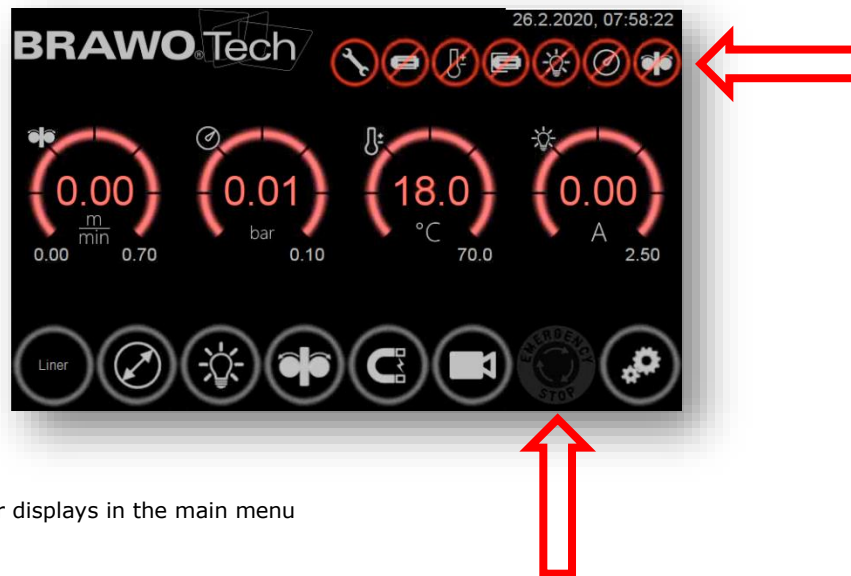 26.2.2020, 07:58:22
BRAWO®Tech
0.00 0.01 18.0 0.00
m
min
bar °C A
0.00 0.70 0.10 70.0 2.50
Liner
EMERGENCY
STOP
displays in the main menu